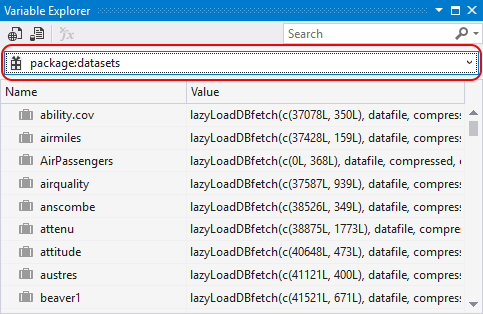 Variable Explorer
Search
package:datasets
Name Value
ability.cov lazyLoadDBfetch(c(37078L, 350L), datafile, compress
airmiles lazyLoadDBfetch(c(37428L, 159L), datafile, compress
AirPassengers lazyLoadDBfetch(c(0L, 368L), datafile, compressed, c
airquality lazyLoadDBfetch(c(37587L, 939L), datafile, compress
anscombe lazyLoadDBfetch(c(38526L, 349L), datafile, compress
attenu lazyLoadDBfetch(c(38875L, 1773L), datafile, compres
attitude lazyLoadDBfetch(c(40648L, 473L), datafile, compress
austres lazyLoadDBfetch(c(41121L, 400L), datafile, compress
beaver1 lazyLoadDBfetch(c(41521L, 671L), datafile, compress